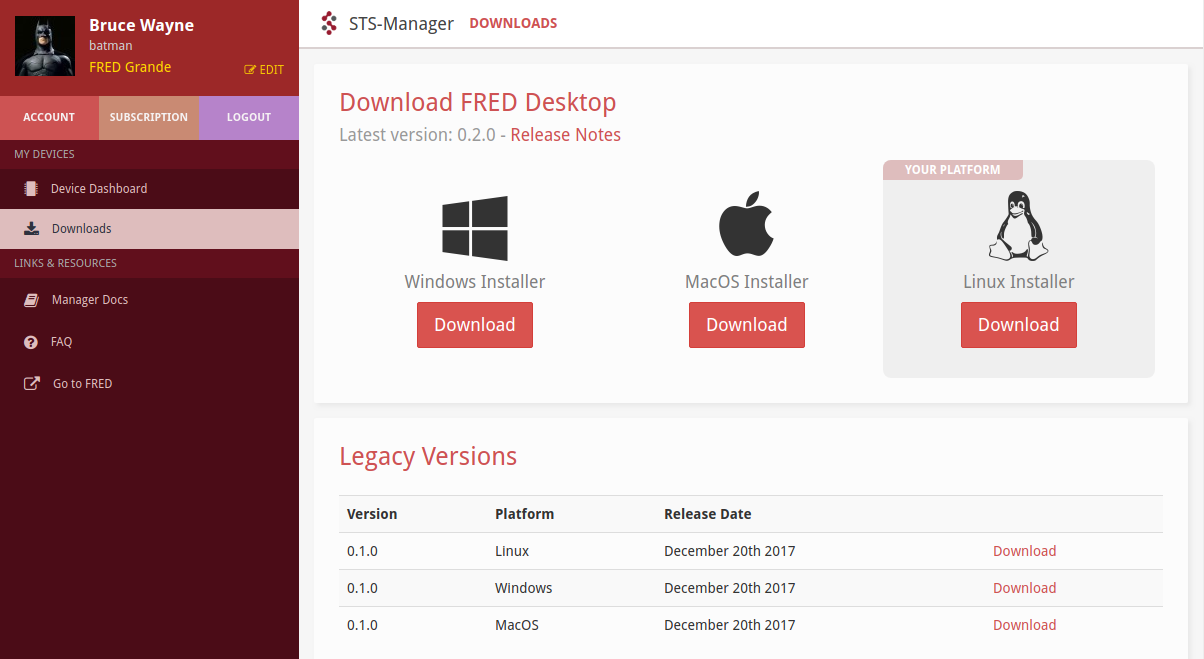 Bruce Wayne
batman
FRED Grande
EDIT
ACCOUNT SUBSCRIPTION LOGOUT
MY DEVICES
Device Dashboard
Downloads
LINKS & RESOURCES
Manager Docs
FAQ
Go to FRED
STS-Manager DOWNLOADS
Download FRED Desktop
Latest version: 0.2.0 - Release Notes
YOUR PLATFORM
Windows Installer MacOS Installer Linux Installer
Download Download Download
Legacy Versions
Version Platform Release Date
0.1.0 Linux December 20th 2017 Download
0.1.0 Windows December 20th 2017 Download
0.1.0 MacOS December 20th 2017 Download